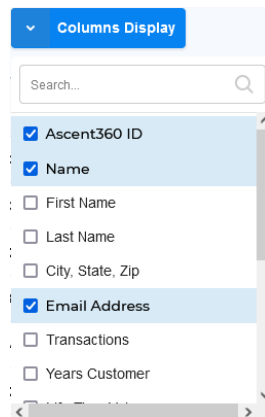 Columns Display
Search...
Ascent360 ID
Name
First Name
Last Name
City, State, Zip
Email Address
Transactions
Years Customer